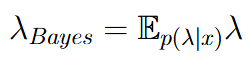 λ_{Bayes} = 𝔼_{p(λ|x)}λ